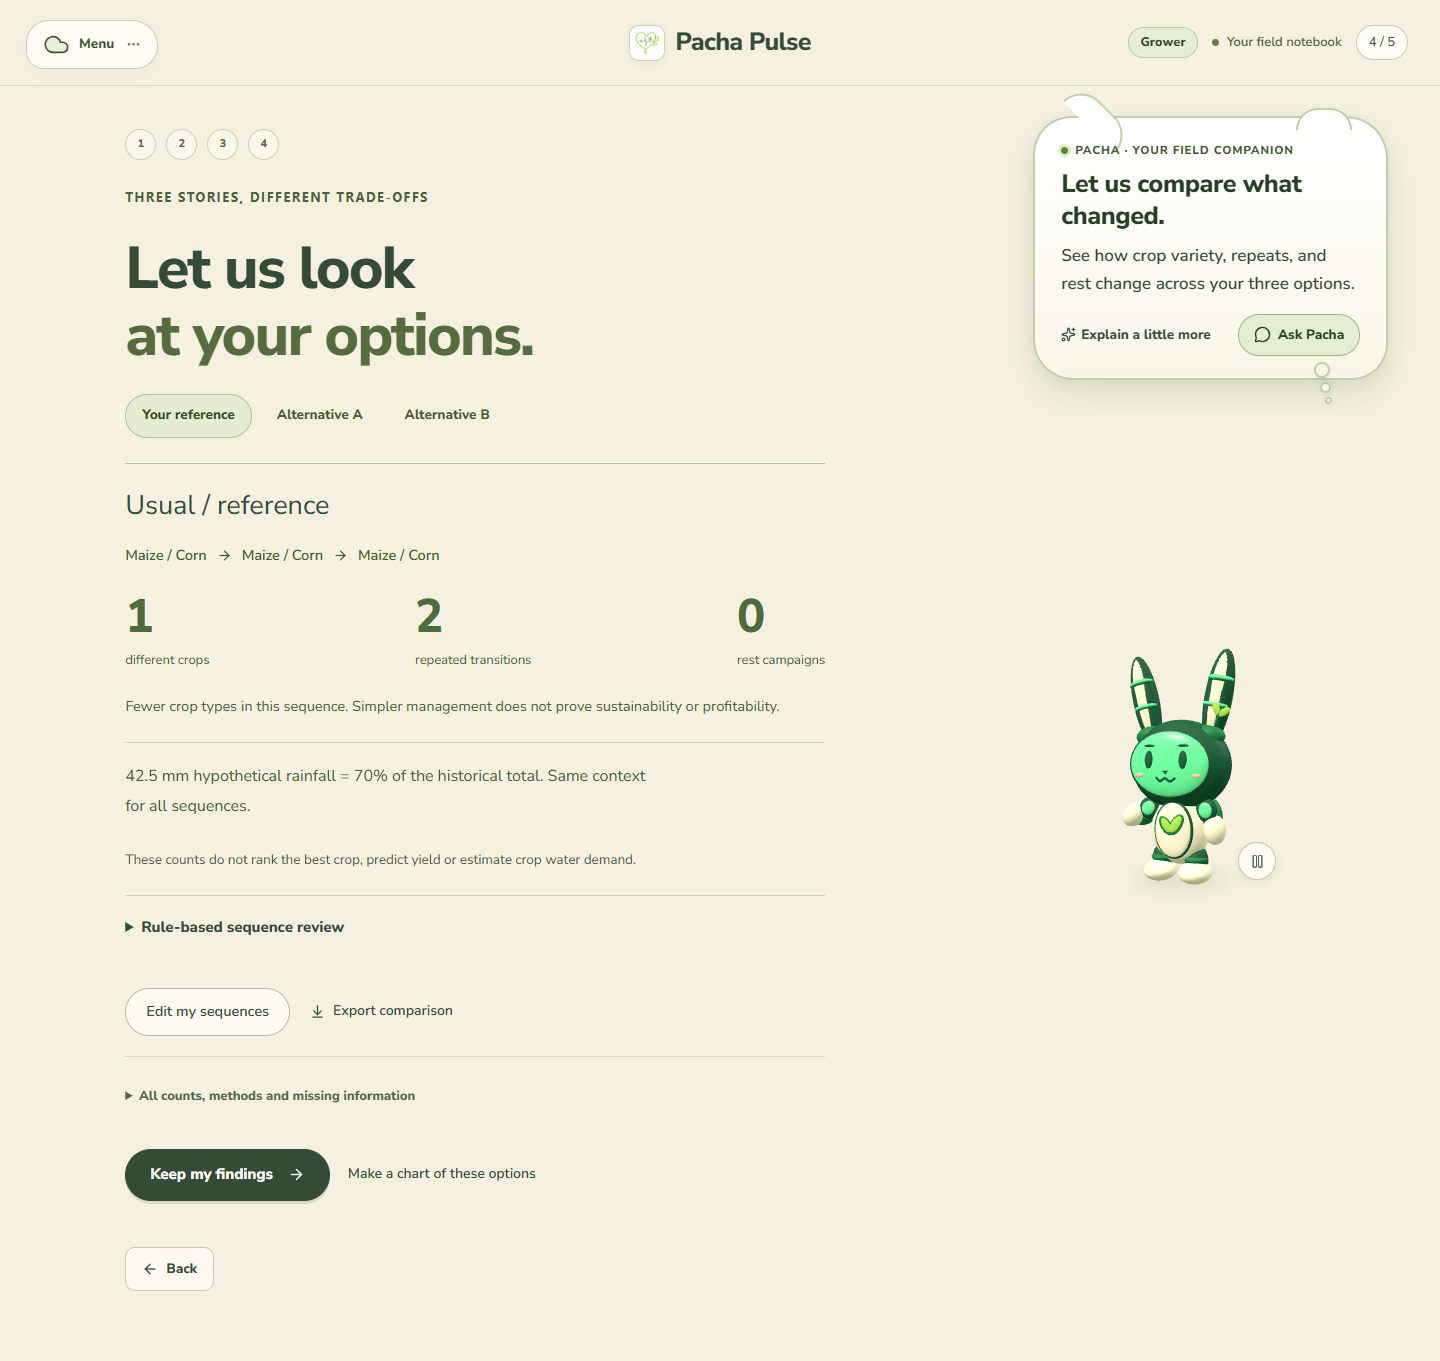 Menu ···
Pacha Pulse
Grower
Your field notebook
4 / 5
1 2 3 4
THREE STORIES, DIFFERENT TRADE-OFFS
Let us look
at your options.
Your reference
Alternative A
Alternative B
Usual / reference
Maize / Corn → Maize / Corn → Maize / Corn
1 2 0
different crops repeated transitions rest campaigns
Fewer crop types in this sequence. Simpler management does not prove sustainability or profitability.
42.5 mm hypothetical rainfall = 70% of the historical total. Same context
for all sequences.
These counts do not rank the best crop, predict yield or estimate crop water demand.
Rule-based sequence review
Edit my sequences
Export comparison
All counts, methods and missing information
Keep my findings →
Make a chart of these options
← Back
PACHA · YOUR FIELD COMPANION
Let us compare what
changed.
See how crop variety, repeats, and
rest change across your three options.
Explain a little more
Ask Pacha